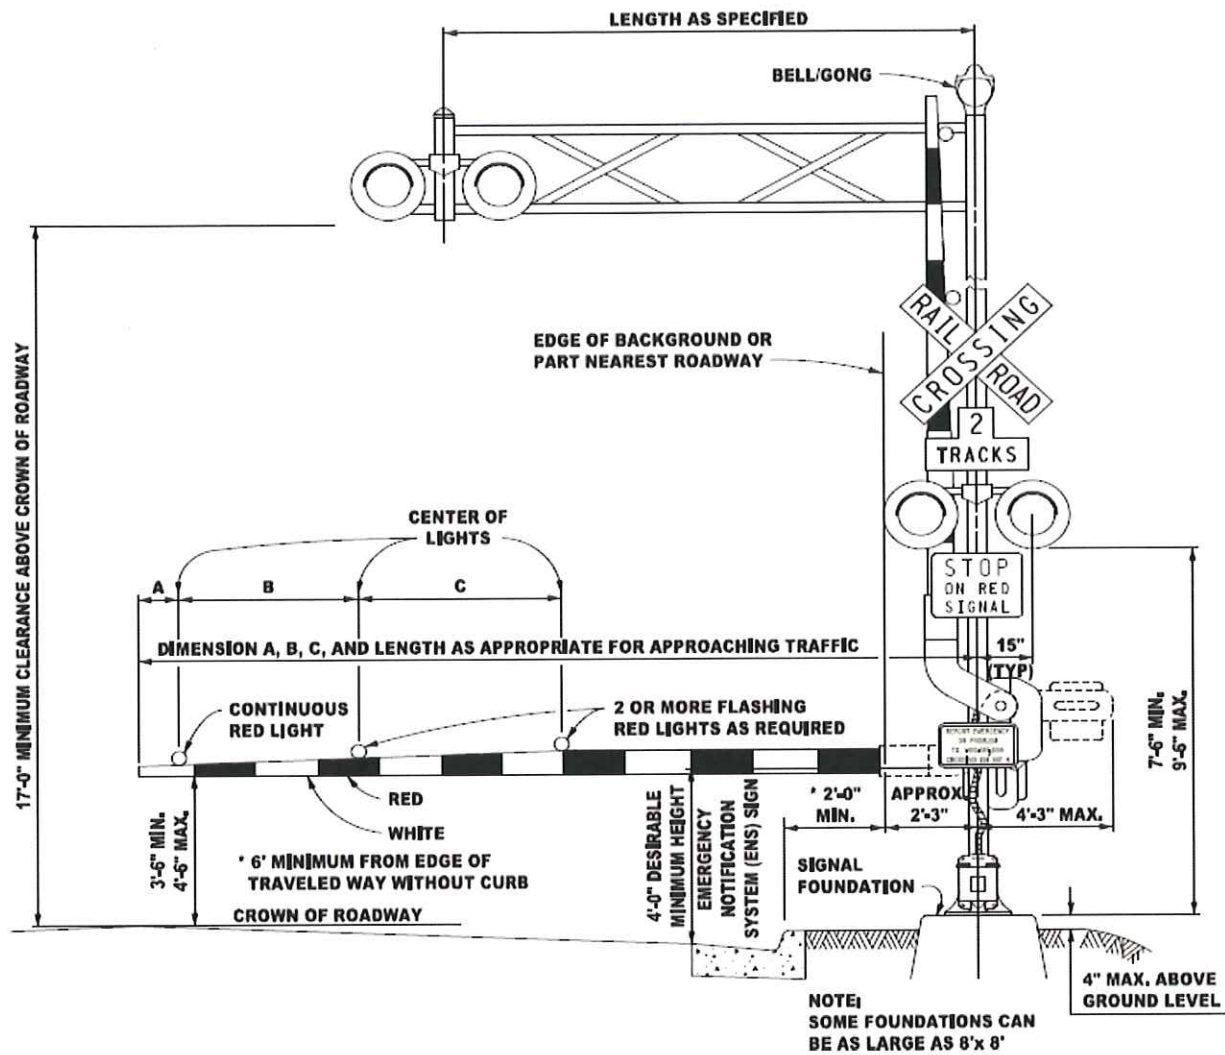 LENGTH AS SPECIFIED
BELL/GONG
17'-0" MINIMUM CLEARANCE ABOVE CROWN OF ROADWAY
EDGE OF BACKGROUND OR
PART NEAREST ROADWAY
RAIL
ROAD
CROSSING
2
TRACKS
CENTER OF
LIGHTS
A
B
C
STOP
ON RED
SIGNAL
DIMENSION A, B, C, AND LENGTH AS APPROPRIATE FOR APPROACHING TRAFFIC
15"
(TYP)
CONTINUOUS
RED LIGHT
2 OR MORE FLASHING
RED LIGHTS AS REQUIRED
REPORT EMERGENCY
OR PROBLEM
TO
7'-6" MIN.
9'-6" MAX.
RED
WHITE
3'-6" MIN.
4'-6" MAX.
* 6' MINIMUM FROM EDGE OF
TRAVELED WAY WITHOUT CURB
CROWN OF ROADWAY
4'-0" DESIRABLE
MINIMUM HEIGHT
EMERGENCY
NOTIFICATION
SYSTEM (ENS) SIGN
* 2'-0"
MIN.
APPROX.
2'-3"
4'-3" MAX.
SIGNAL
FOUNDATION
4" MAX. ABOVE
GROUND LEVEL
NOTE:
SOME FOUNDATIONS CAN
BE AS LARGE AS 8'x 8'